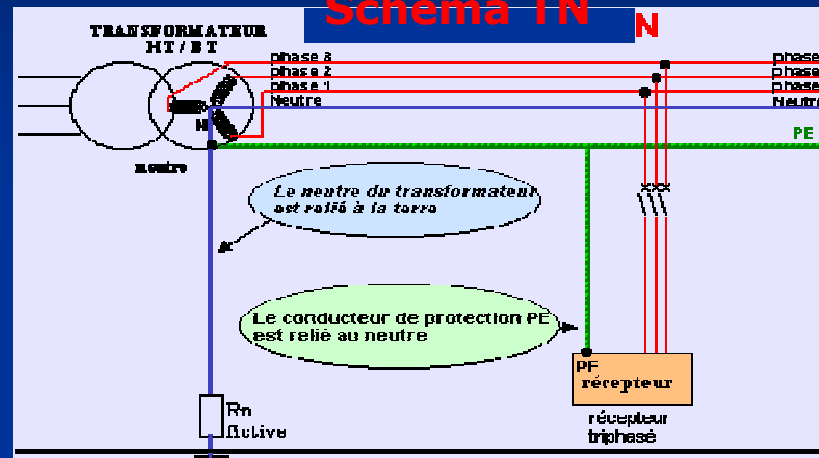 Schéma TN
N
TRANSFORMATEUR
HT / BT
phase 3
phase 2
phase 1
Neutre
phase
phase
phase
Neutre
N
PE
neutre
Le neutre du transformateur
est relié à la terre
Le conducteur de protection PE
est relié au neutre
PE
récepteur
Rn
Active
récepteur
triphasé